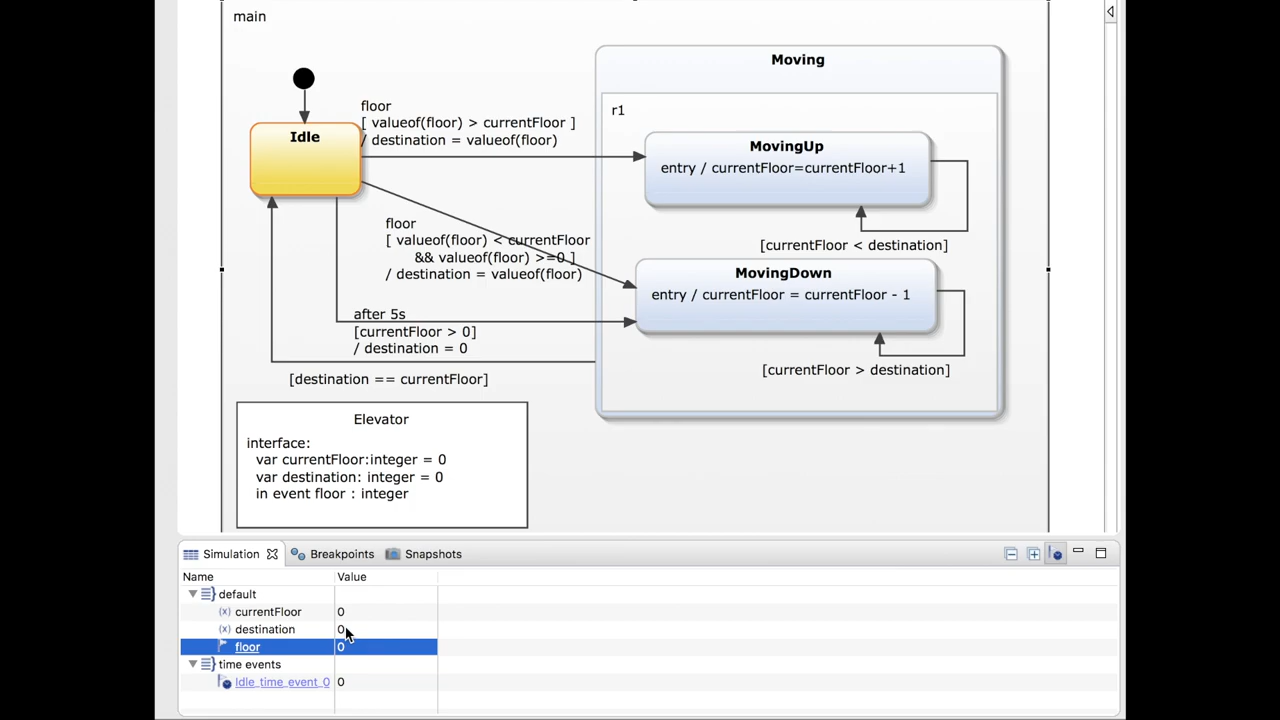 main
Moving
floor
[ valueof(floor) > currentFloor ]
/ destination = valueof(floor)
Idle
r1
MovingUp
entry / currentFloor=currentFloor+1
[currentFloor < destination]
floor
[ valueof(floor) < currentFloor
&& valueof(floor) >=0 ]
/ destination = valueof(floor)
MovingDown
entry / currentFloor = currentFloor - 1
after 5s
[currentFloor > 0]
/ destination = 0
[currentFloor > destination]
[destination == currentFloor]
Elevator
interface:
var currentFloor:integer = 0
var destination: integer = 0
in event floor : integer
Simulation Breakpoints Snapshots
Name Value
default
(x) currentFloor 0
(x) destination 0
floor 0
time events
Idle_time_event_0 0